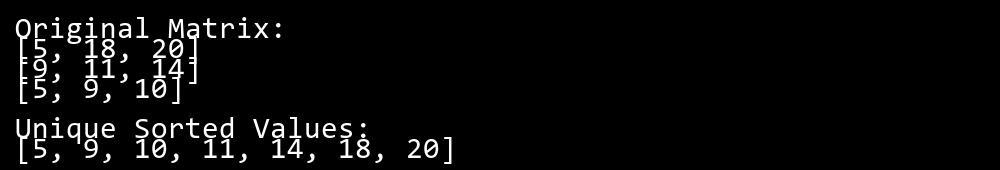 Original Matrix:
[5, 18, 20]
[9, 11, 14]
[5, 9, 10]
Unique Sorted Values:
[5, 9, 10, 11, 14, 18, 20]